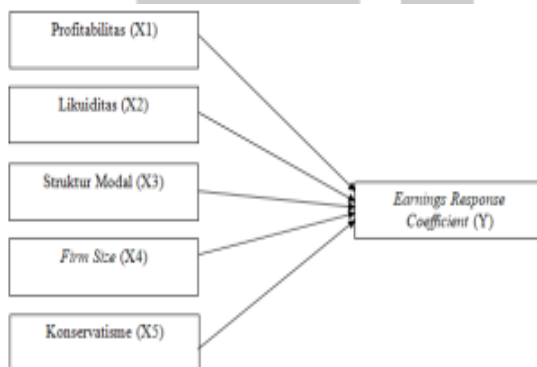 Profitabilitas (X1)
Likuiditas (X2)
Struktur Modal (X3)
Firm Size (X4)
Konservatisme (X5)
Earnings Response
Coefficient (Y)